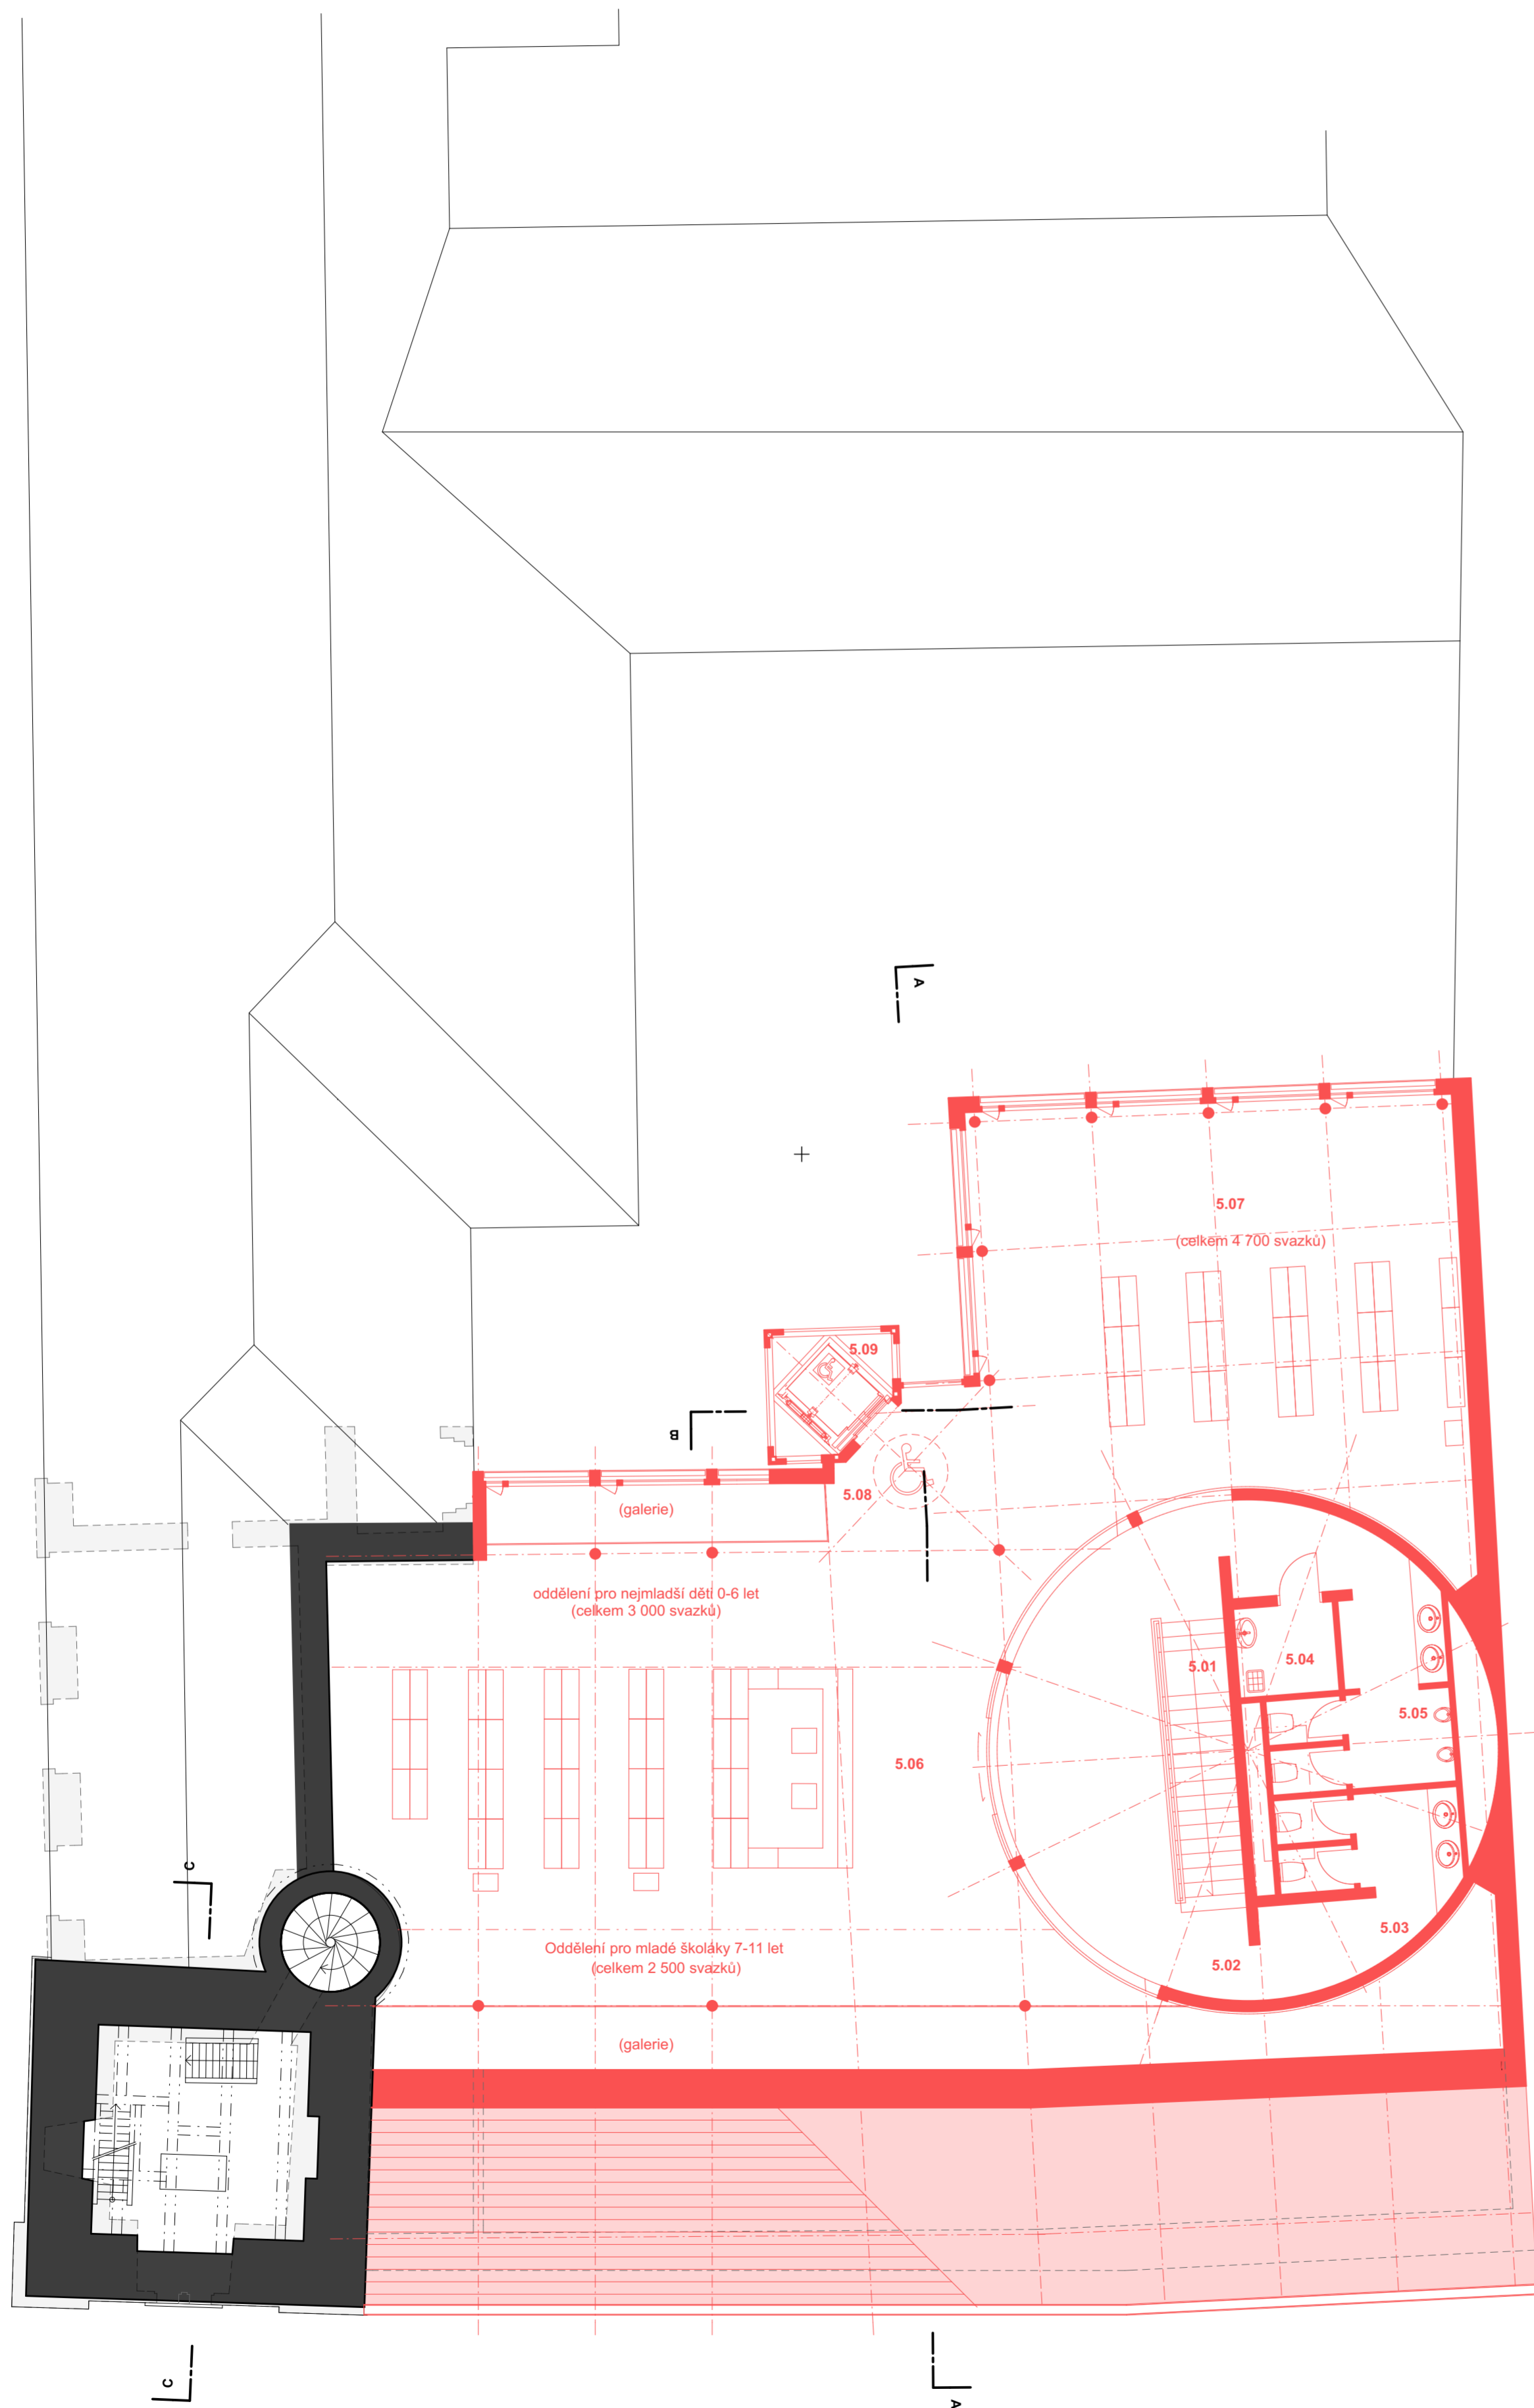 A
5.07
(celkem 4 700 svazků)
5.09
B
5.08
(galerie)
oddělení pro nejmladší děti 0-6 let
(celkem 3 000 svazků)
5.01
5.04
5.05
5.06
C
5.03
Oddělení pro mladé školáky 7-11 let
(celkem 2 500 svazků)
5.02
(galerie)
C
A